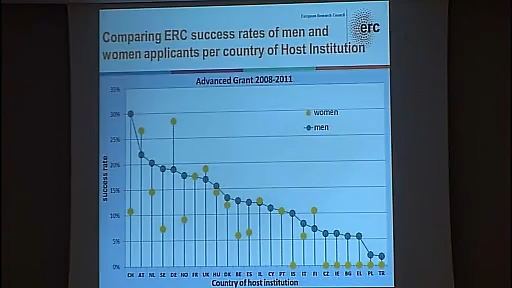 European Research Council
erc
Comparing ERC success rates of men and
women applicants per country of Host Institution
Advanced Grant 2008-2011
35%
30%
25%
20%
15%
10%
5%
0%
success rate
women
men
CH AT NL SE DE NO FR UK HU DK BE ES IL CY PT IS IT FI CZ IE BG EL PL TR
Country of host institution